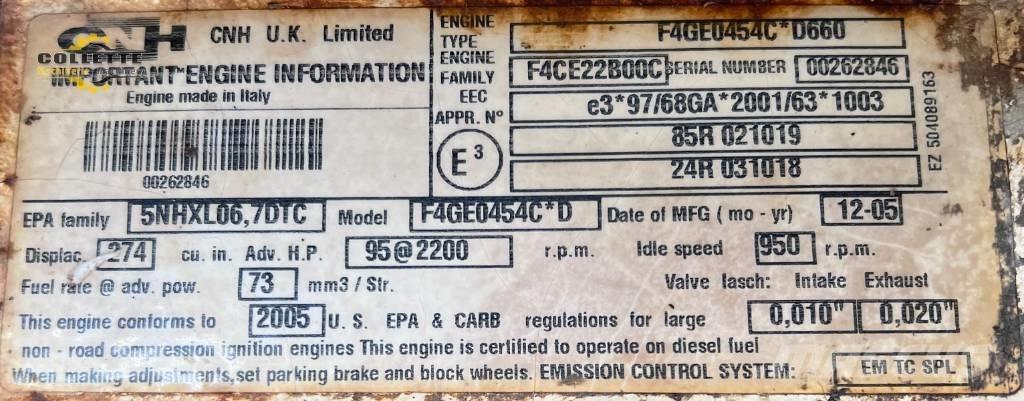 CNH CNH U.K. Limited
COLLETTE
IMPORTANT ENGINE INFORMATION
Engine made in Italy
00262846
ENGINE TYPE F4GE0454C*D660
ENGINE FAMILY F4CE22B00C SERIAL NUMBER 00262846
EEC APPR. Nº e3*97/68GA*2001/63*1003
E3 85R 021019
24R 031018
EZ 504089163
EPA family 5NHXL06,7DTC Model F4GE0454C*D Date of MFG ( mo - yr) 12-05
Displac. 274 cu. in. Adv. H.P. 95@2200 r.p.m. Idle speed 950 r.p.m.
Fuel rate @ adv. pow. 73 mm3 / Str. Valve lasch: Intake Exhaust
This engine conforms to 2005 U. S. EPA & CARB regulations for large 0,010" 0,020"
non - road compression ignition engines This engine is certified to operate on diesel fuel
When making adjustments,set parking brake and block wheels. EMISSION CONTROL SYSTEM: EM TC SPL